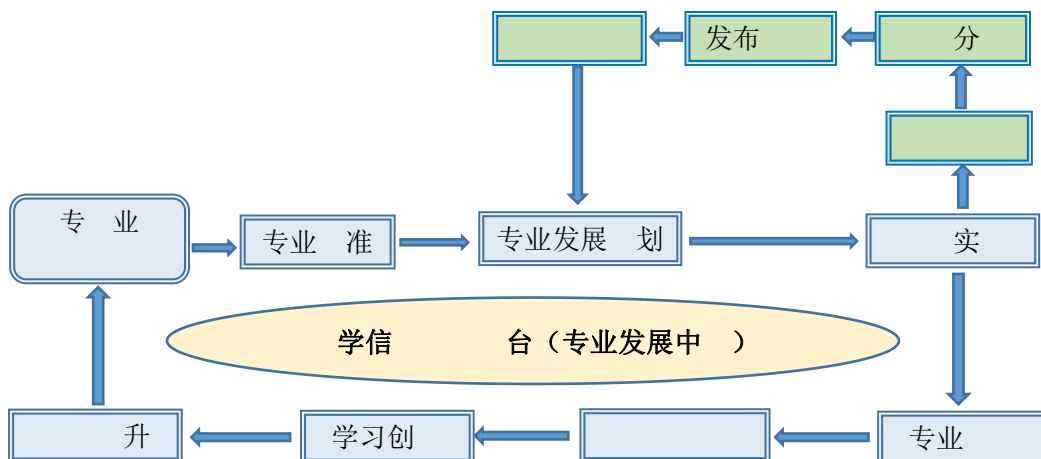 发布
分
专 业
专业 准
专业发展 划
实
学信 台（专业发展中 ）
升
学习创
专业